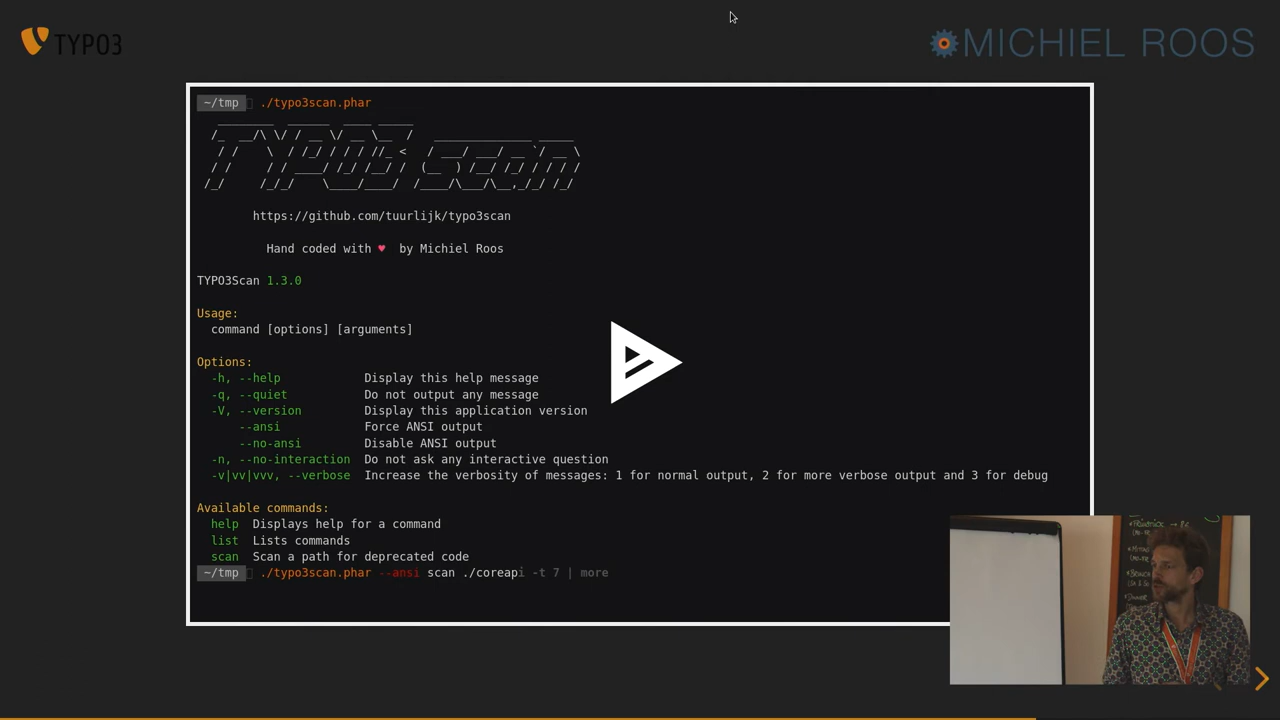 TYPO3
MICHIEL ROOS
~/tmp ./typo3scan.phar
TYPO3 scan
https://github.com/tuurlijk/typo3scan
Hand coded with ♥ by Michiel Roos
TYPO3Scan 1.3.0
Usage:
command [options] [arguments]
Options:
-h, --help Display this help message
-q, --quiet Do not output any message
-V, --version Display this application version
--ansi Force ANSI output
--no-ansi Disable ANSI output
-n, --no-interaction Do not ask any interactive question
-v|vv|vvv, --verbose Increase the verbosity of messages: 1 for normal output, 2 for more verbose output and 3 for debug
Available commands:
help Displays help for a command
list Lists commands
scan Scan a path for deprecated code
~/tmp ./typo3scan.phar --ansi scan ./coreapi -t 7 | more